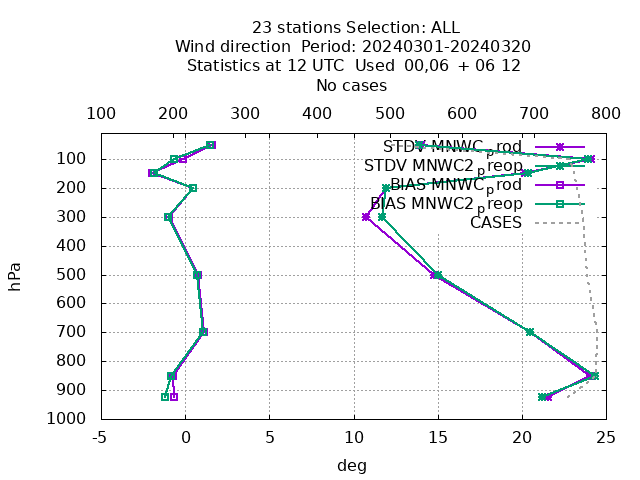 23 stations Selection: ALL
Wind direction  Period: 20240301-20240320
Statistics at 12 UTC  Used  00,06  + 06 12
No cases
100 200 300 400 500 600 700 800
STDV MNWC_prod
100
STDV MNWC2_preop
BIAS MNWC_prod
200
BIAS MNWC2_preop
300
CASES
400
hPa
500
600
700
800
900
1000
-5 0 5 10 15 20 25
deg